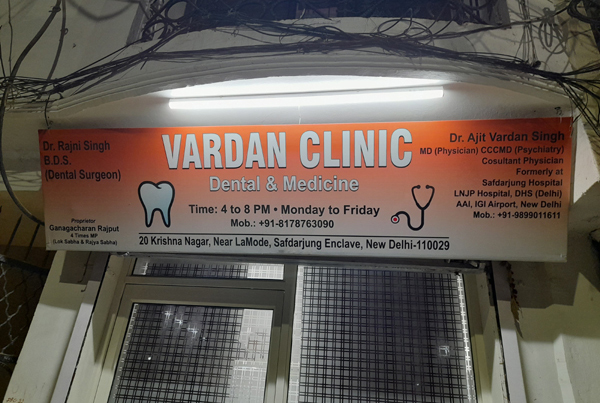 Dr. Rajni Singh
B.D.S.
(Dental Surgeon)
Proprietor
Ganagacharan Rajput
4 Times MP
(Lok Sabha & Rajya Sabha)
VARDAN CLINIC
Dental & Medicine
Time: 4 to 8 PM • Monday to Friday
Mob.: +91-8178763090
20 Krishna Nagar, Near LaMode, Safdarjung Enclave, New Delhi-110029
Dr. Ajit Vardan Singh
MD (Physician) CCCMD (Psychiatry)
Cosultant Physician
Formerly at
Safdarjung Hospital
LNJP Hospital, DHS (Delhi)
AAI, IGI Airport, New Delhi
Mob.: +91-9899011611